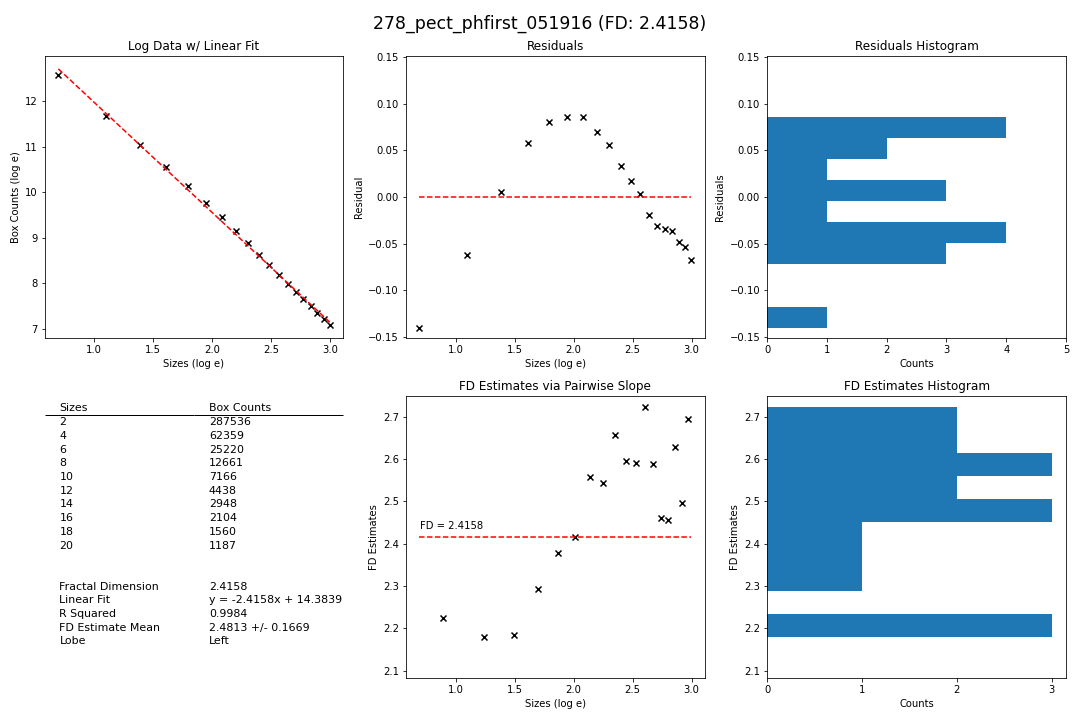 278_pect_phfirst_051916 (FD: 2.4158)
Log Data w/ Linear Fit
12
11
10
9
8
7
Box Counts (log e)
1.0 1.5 2.0 2.5 3.0
Sizes (log e)
Residuals
0.15
0.10
0.05
0.00
−0.05
−0.10
−0.15
Residual
1.0 1.5 2.0 2.5 3.0
Sizes (log e)
Residuals Histogram
0.15
0.10
0.05
0.00
−0.05
−0.10
−0.15
Residuals
0 1 2 3 4 5
Counts
Sizes Box Counts
2 287536
4 62359
6 25220
8 12661
10 7166
12 4438
14 2948
16 2104
18 1560
20 1187
Fractal Dimension 2.4158
Linear Fit y = -2.4158x + 14.3839
R Squared 0.9984
FD Estimate Mean 2.4813 +/- 0.1669
Lobe Left
FD Estimates via Pairwise Slope
2.7
2.6
2.5
2.4
2.3
2.2
2.1
FD Estimates
FD = 2.4158
1.0 1.5 2.0 2.5 3.0
Sizes (log e)
FD Estimates Histogram
2.7
2.6
2.5
2.4
2.3
2.2
2.1
FD Estimates
0 1 2 3
Counts